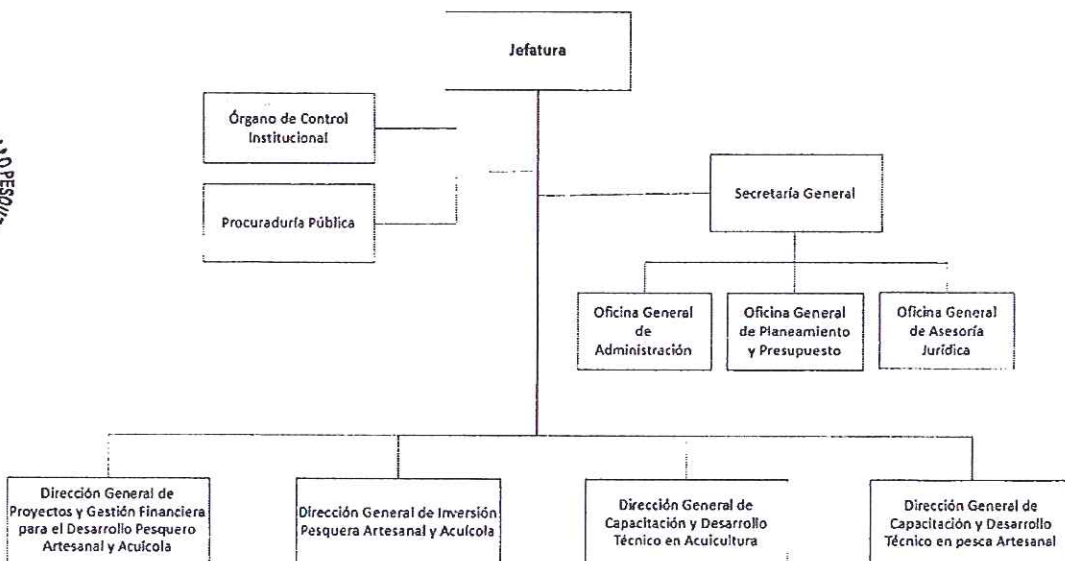 Jefatura
Órgano de Control
Institucional
Procuraduría Pública
Secretaría General
Oficina General
de
Administración
Oficina General
de Planeamiento
y Presupuesto
Oficina General
de Asesoría
Jurídica
Dirección General de
Proyectos y Gestión Financiera
para el Desarrollo Pesquero
Artesanal y Acuícola
Dirección General de Inversión
Pesquera Artesanal y Acuícola
Dirección General de
Capacitación y Desarrollo
Técnico en Acuicultura
Dirección General de
Capacitación y Desarrollo
Técnico en pesca Artesanal